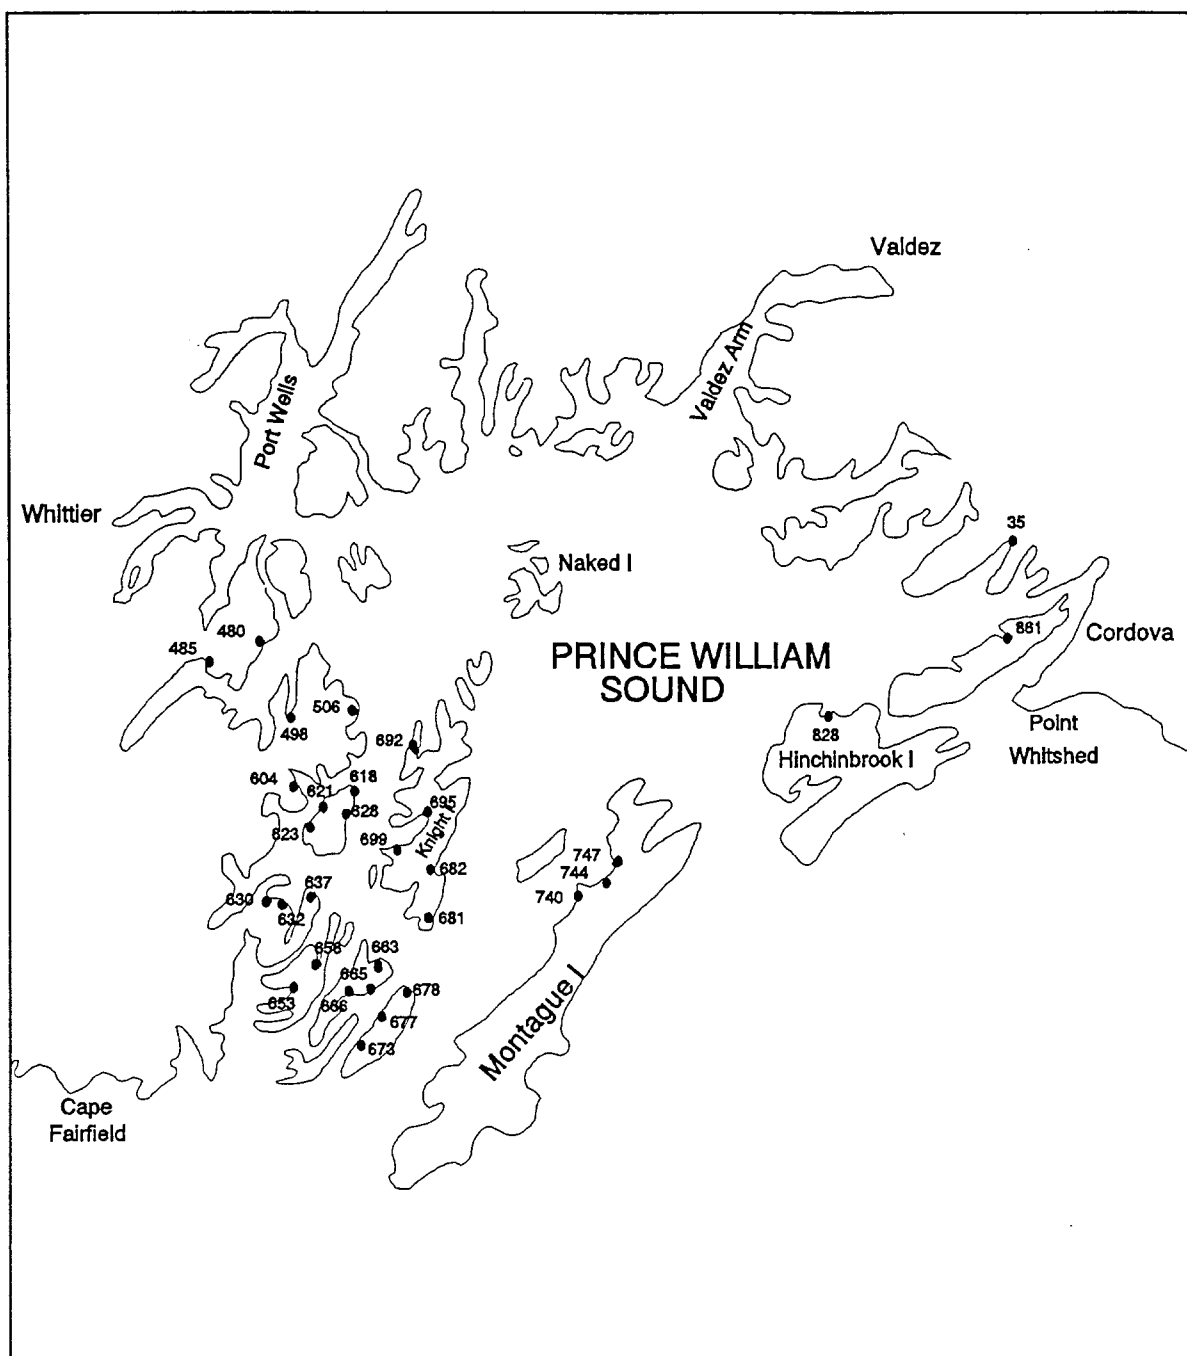 Valdez
Valdez Arm
Port Wells
Whittier
35
Naked I
861
Cordova
480
485
PRINCE WILLIAM
SOUND
506
498
692
828
Hinchinbrook I
Point
Whitshed
604
618
621
628
695
623
Knight I
699
682
747
744
740
637
630
632
681
658
663
665
653
666
678
677
673
Montague I
Cape
Fairfield